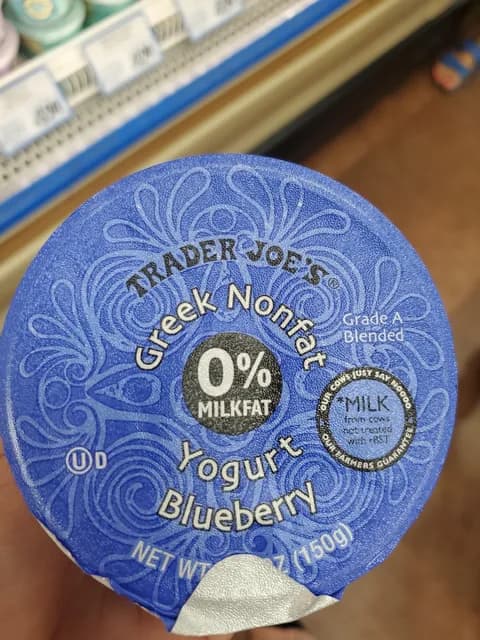 TRADER JOE'S®
Greek Nonfat
Grade A
Blended
0%
MILKFAT
OUR COWS JUST SAY NOOOO
*MILK
from cows
not treated
with rBST
OUR FARMERS GUARANTEE
U D
Yogurt
Blueberry
NET WT Z (150g)